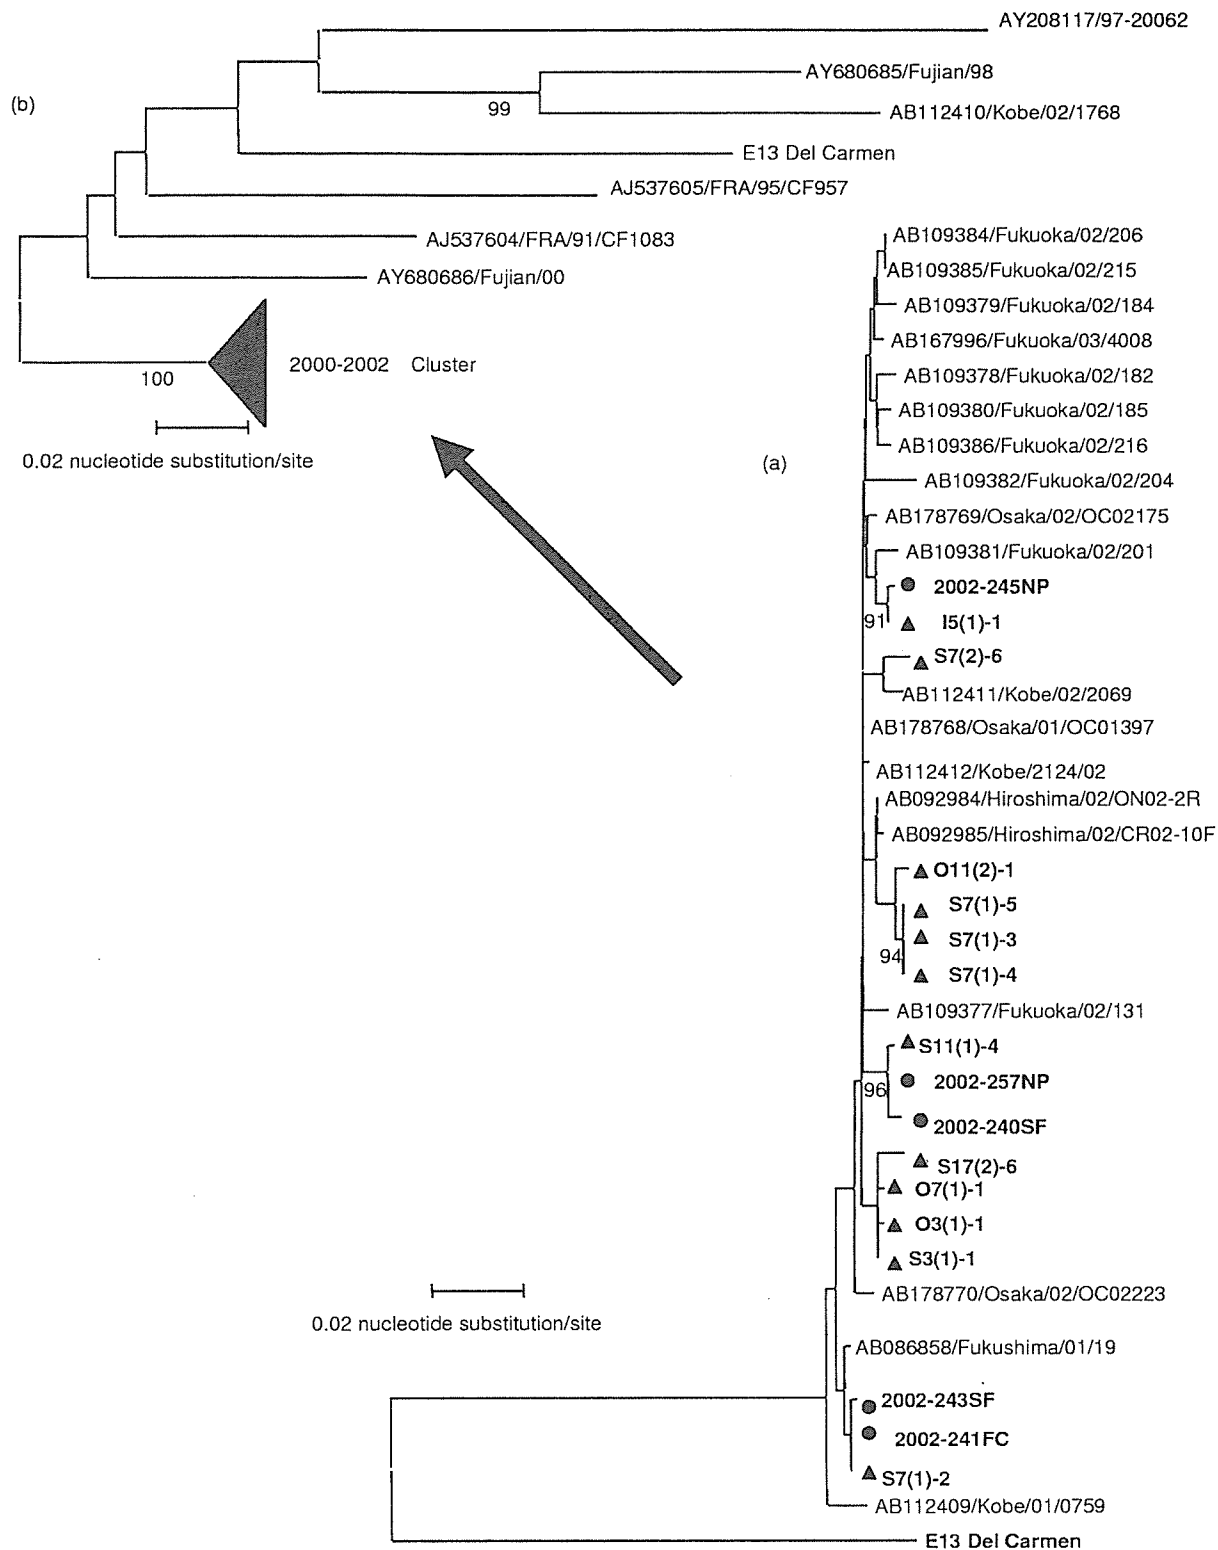 AY208117/97-20062
AY680685/Fujian/98
(b)
99
AB112410/Kobe/02/1768
E13 Del Carmen
AJ537605/FRA/95/CF957
AJ537604/FRA/91/CF1083
AY680686/Fujian/00
2000-2002 Cluster
100
0.02 nucleotide substitution/site
(a)
AB109384/Fukuoka/02/206
AB109385/Fukuoka/02/215
AB109379/Fukuoka/02/184
AB167996/Fukuoka/03/4008
AB109378/Fukuoka/02/182
AB109380/Fukuoka/02/185
AB109386/Fukuoka/02/216
AB109382/Fukuoka/02/204
AB178769/Osaka/02/OC02175
AB109381/Fukuoka/02/201
2002-245NP
91
I5(1)-1
S7(2)-6
AB112411/Kobe/02/2069
AB178768/Osaka/01/OC01397
AB112412/Kobe/2124/02
AB092984/Hiroshima/02/ON02-2R
AB092985/Hiroshima/02/CR02-10F
O11(2)-1
S7(1)-5
S7(1)-3
94
S7(1)-4
AB109377/Fukuoka/02/131
S11(1)-4
2002-257NP
96
2002-240SF
S17(2)-6
O7(1)-1
O3(1)-1
S3(1)-1
AB178770/Osaka/02/OC02223
0.02 nucleotide substitution/site
AB086858/Fukushima/01/19
2002-243SF
2002-241FC
S7(1)-2
AB112409/Kobe/01/0759
E13 Del Carmen